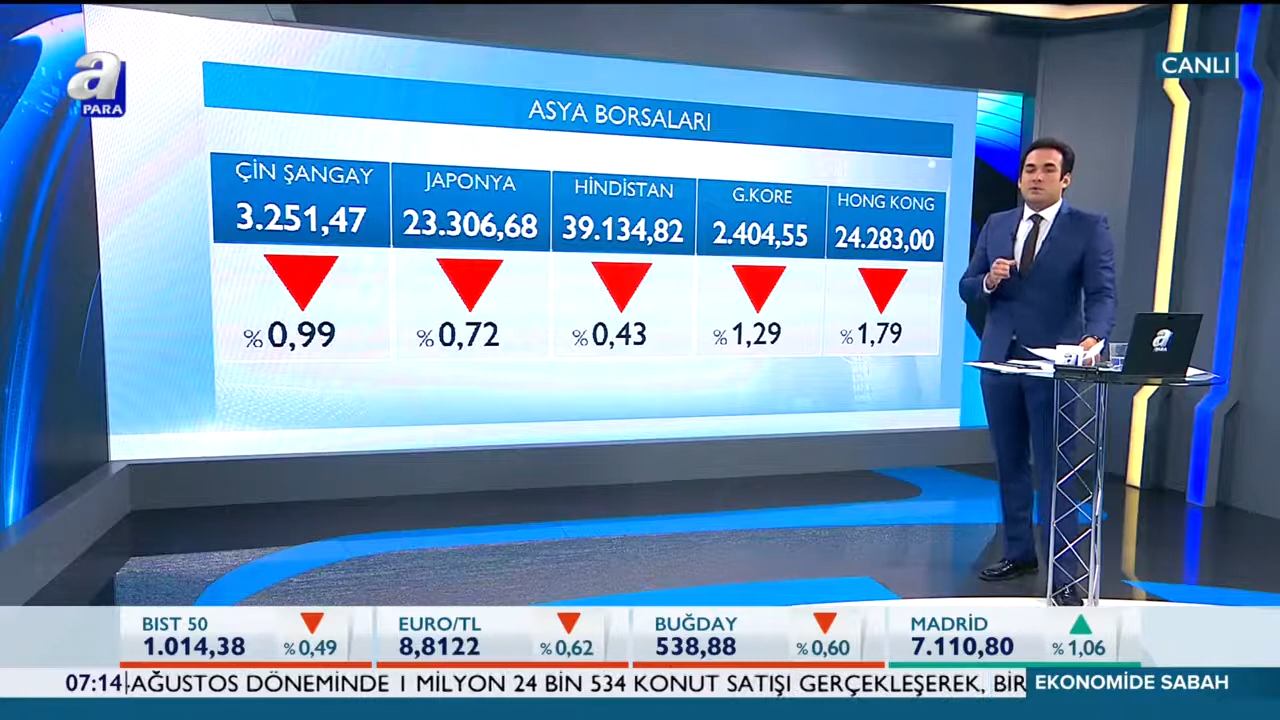 a
PARA
CANLI
ASYA BORSALARI
ÇİN ŞANGAY
3.251,47
% 0,99
JAPONYA
23.306,68
% 0,72
HİNDİSTAN
39.134,82
% 0,43
G.KORE
2.404,55
% 1,29
HONG KONG
24.283,00
% 1,79
a
PARA
BIST 50
1.014,38
% 0,49
EURO/TL
8,8122
% 0,62
BUĞDAY
538,88
% 0,60
MADRİD
7.110,80
% 1,06
07:14
-AĞUSTOS DÖNEMİNDE 1 MİLYON 24 BİN 534 KONUT SATIŞI GERÇEKLEŞEREK, BİR
EKONOMİDE SABAH